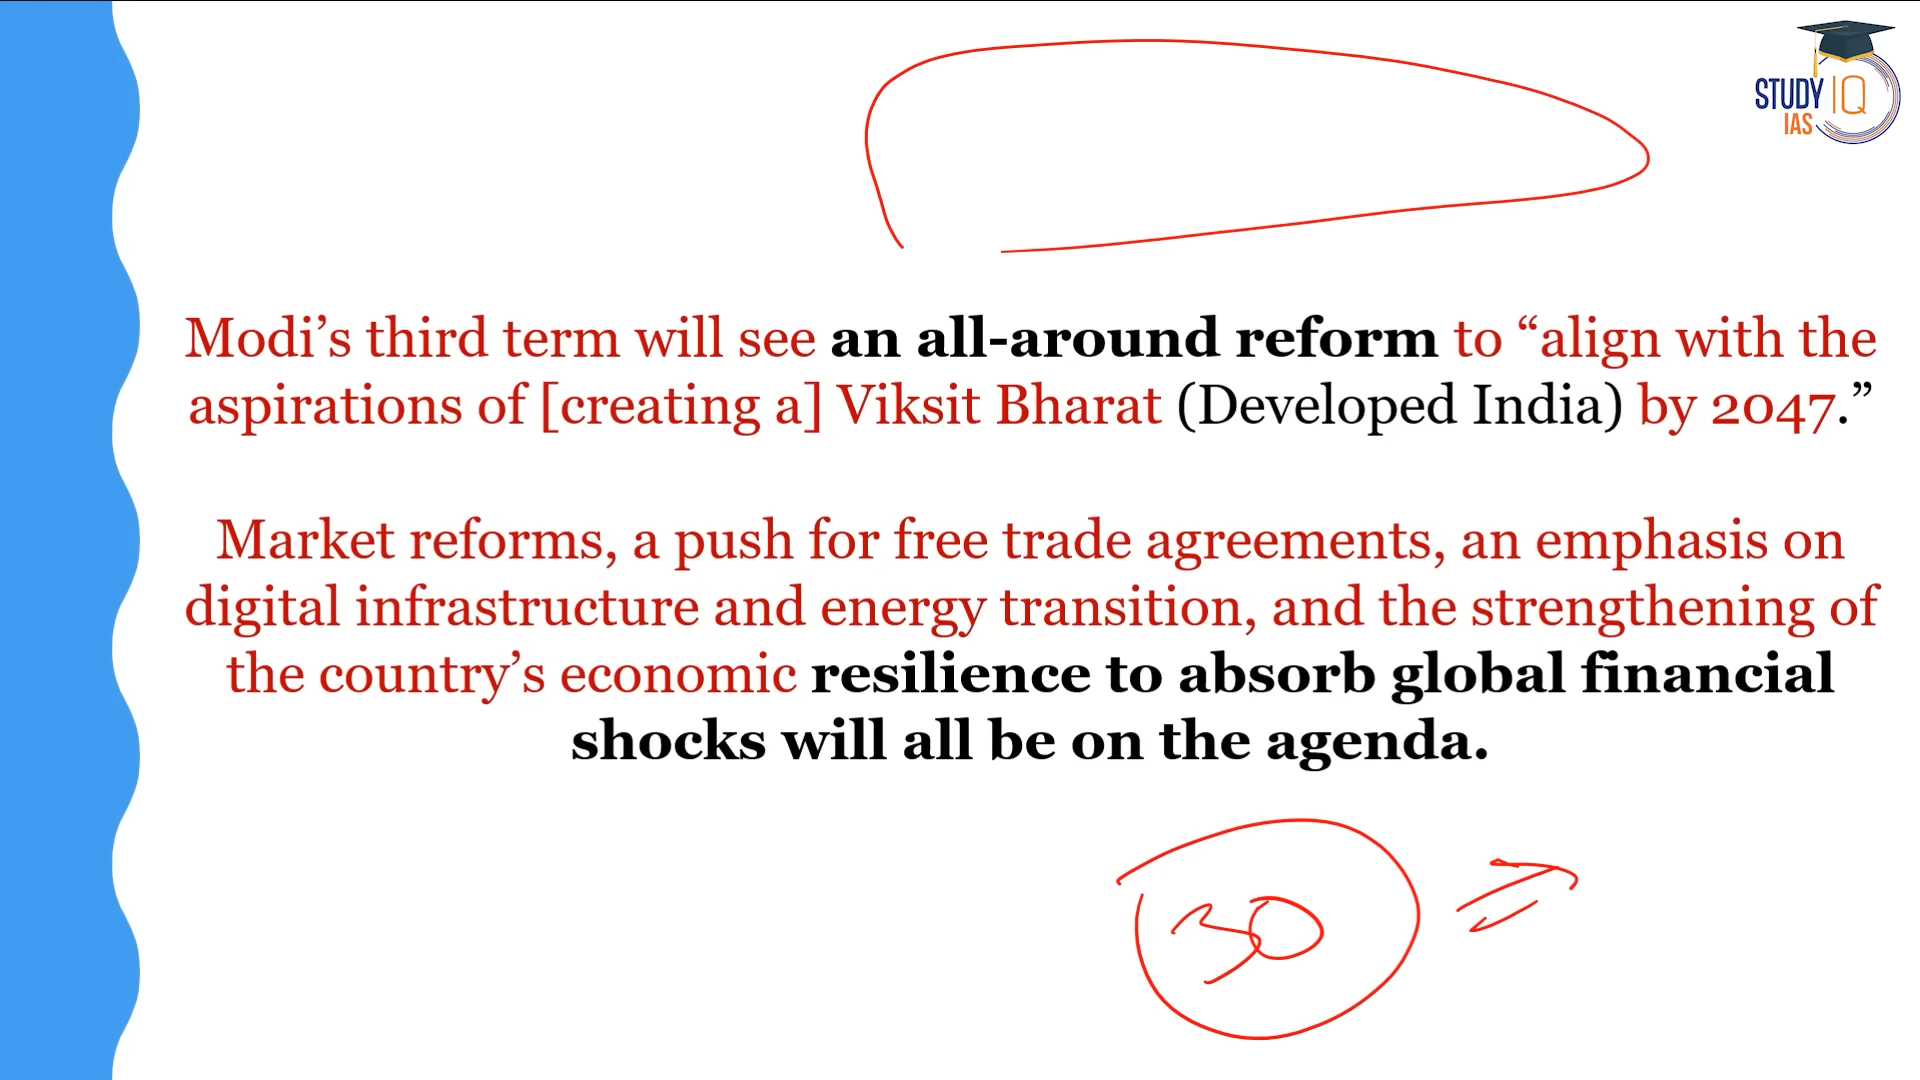 STUDY IQ
IAS
Modi’s third term will see an all-around reform to “align with the
aspirations of [creating a] Viksit Bharat (Developed India) by 2047.”
Market reforms, a push for free trade agreements, an emphasis on
digital infrastructure and energy transition, and the strengthening of
the country’s economic resilience to absorb global financial
shocks will all be on the agenda.
30